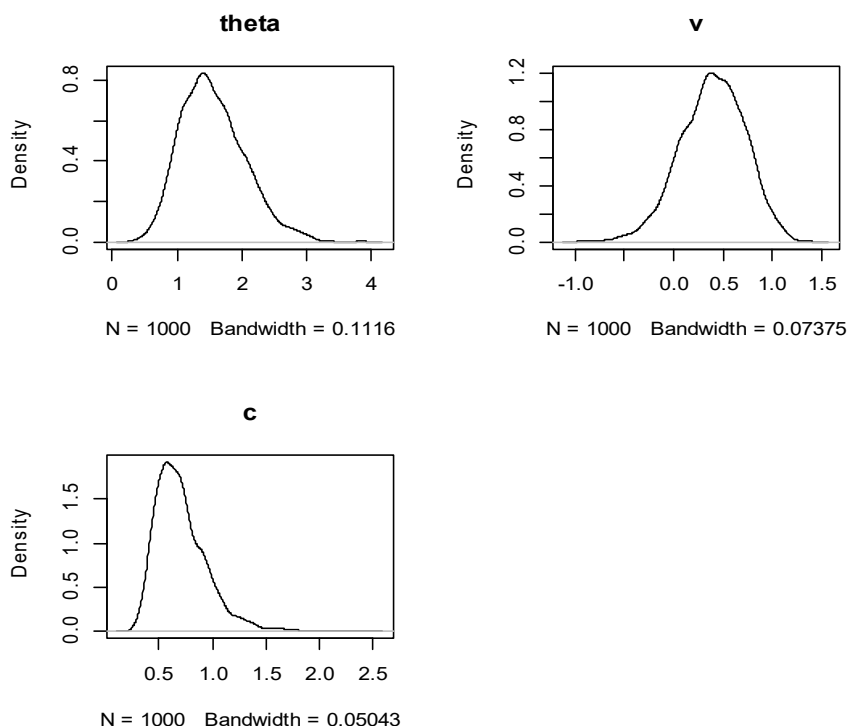 theta
Density
0.0 0.4 0.8
0 1 2 3 4
N = 1000 Bandwidth = 0.1116
v
Density
0.0 0.4 0.8 1.2
-1.0 0.0 0.5 1.0 1.5
N = 1000 Bandwidth = 0.07375
c
Density
0.0 0.5 1.0 1.5
0.5 1.0 1.5 2.0 2.5
N = 1000 Bandwidth = 0.05043